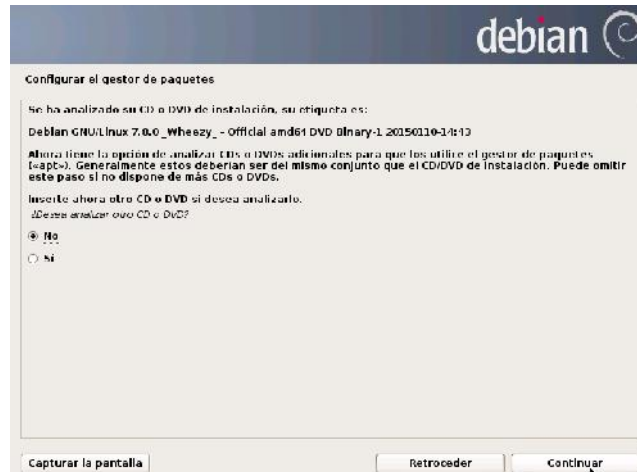 debian
Configurar el gestor de paquetes
Se ha analizado su CD o DVD de instalación, su etiqueta es:
Debian GNU/Linux 7.8.0 _Wheezy_ - Official amd64 DVD Binary-1 20150110-14:43
Ahora tiene la opción de analizar CDs o DVDs adicionales para que los utilice el gestor de paquetes
(«apt»). Generalmente estos deberían ser del mismo conjunto que el CD/DVD de instalación. Puede omitir
este paso si no dispone de más CDs o DVDs.
Inserte ahora otro CD o DVD si desea analizarlo.
¿Desea analizar otro CD o DVD?
No
Sí
Capturar la pantalla
Retroceder
Continuar